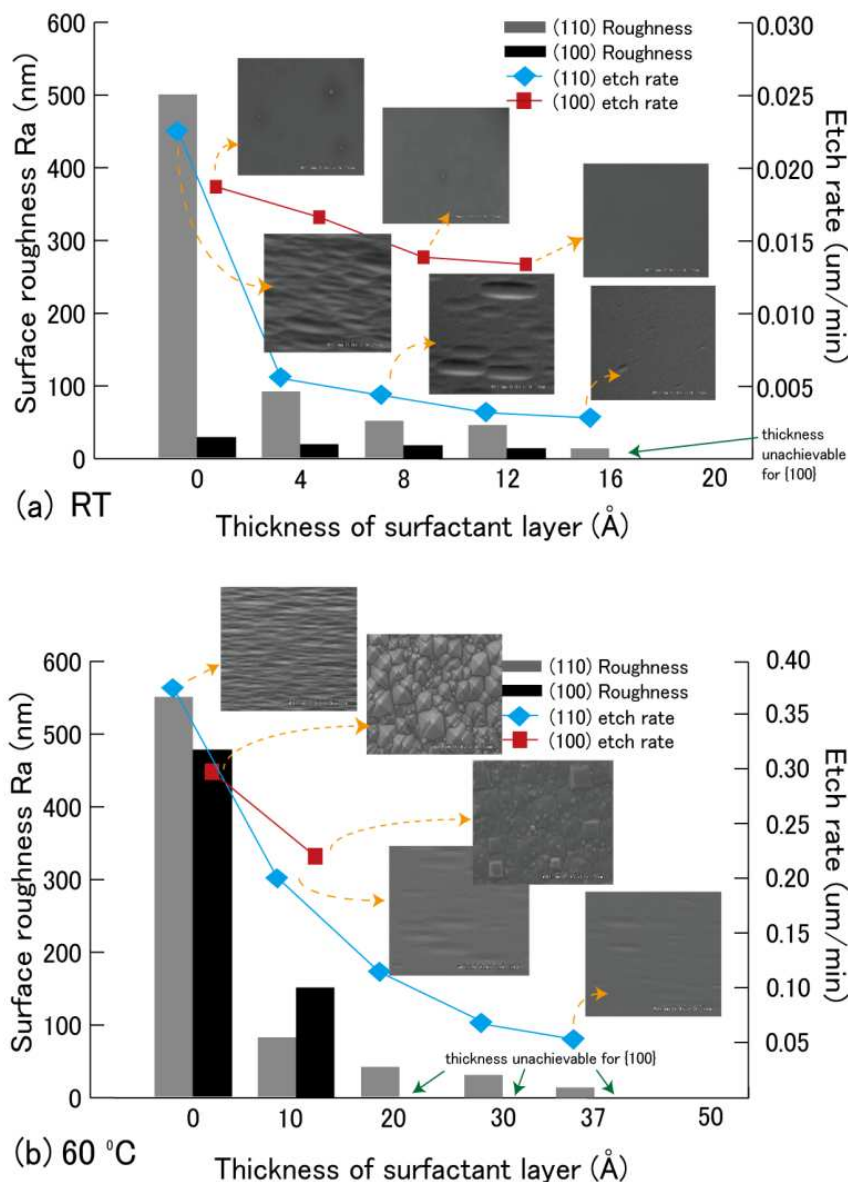 600
500
400
300
200
100
0
Surface roughness Ra (nm)
(110) Roughness
(100) Roughness
(110) etch rate
(100) etch rate
0.030
0.025
0.020
0.015
0.010
0.005
Etch rate (um/min)
thickness
unachievable
for {100}
0 4 8 12 16 20
(a) RT
Thickness of surfactant layer (Å)
600
500
400
300
200
100
0
Surface roughness Ra (nm)
(110) Roughness
(100) Roughness
(110) etch rate
(100) etch rate
0.40
0.35
0.30
0.25
0.20
0.15
0.10
0.05
Etch rate (um/min)
thickness unachievable for {100}
0 10 20 30 37 50
(b) 60 °C
Thickness of surfactant layer (Å)